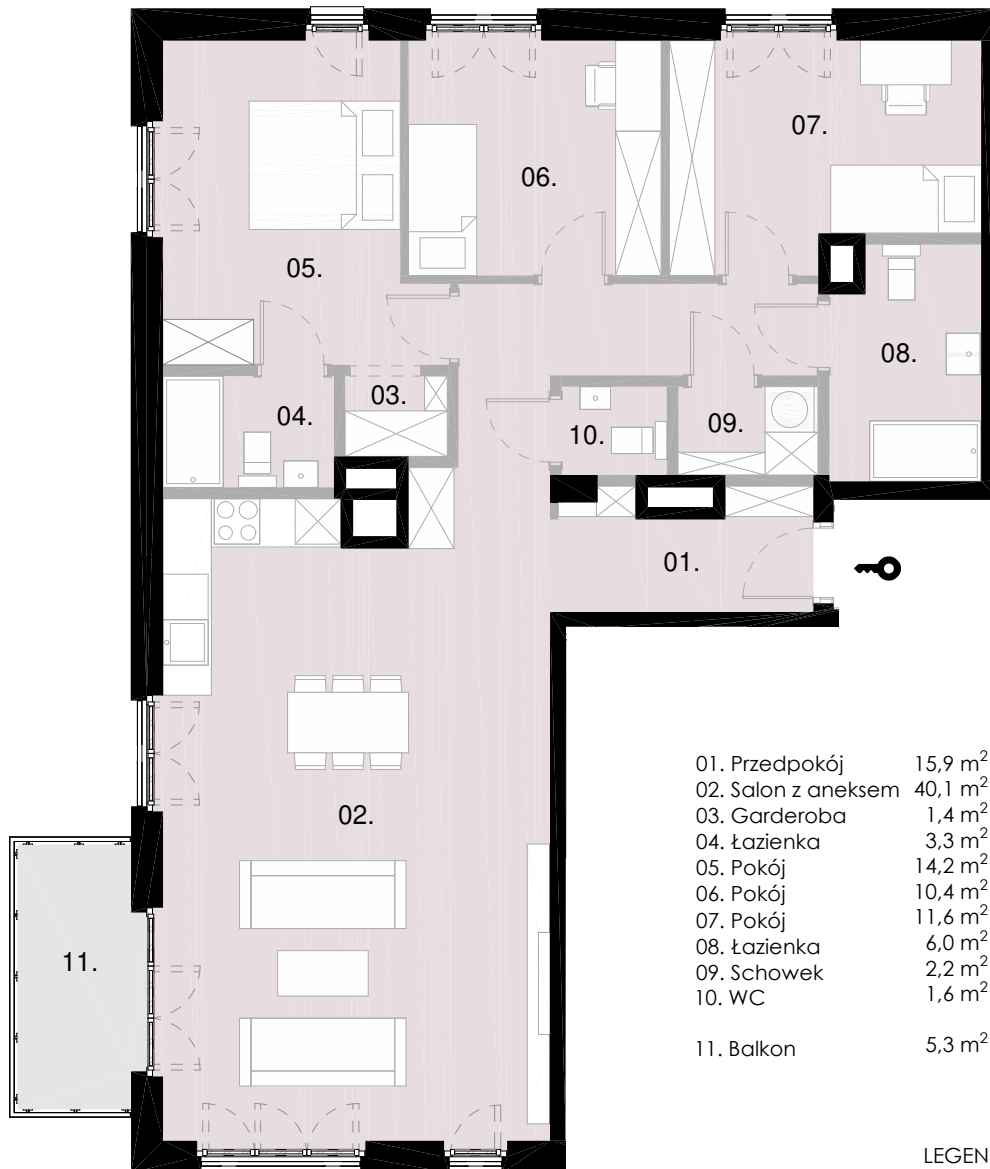 07.
06.
05.
08.
03.
04.
09.
10.
01.
01. Przedpokój 15,9 m²
02. Salon z aneksem 40,1 m²
03. Garderoba 1,4 m²
02.
04. Łazienka 3,3 m²
05. Pokój 14,2 m²
06. Pokój 10,4 m²
07. Pokój 11,6 m²
08. Łazienka 6,0 m²
11.
09. Schowek 2,2 m²
10. WC 1,6 m²
11. Balkon 5,3 m²
LEGEN